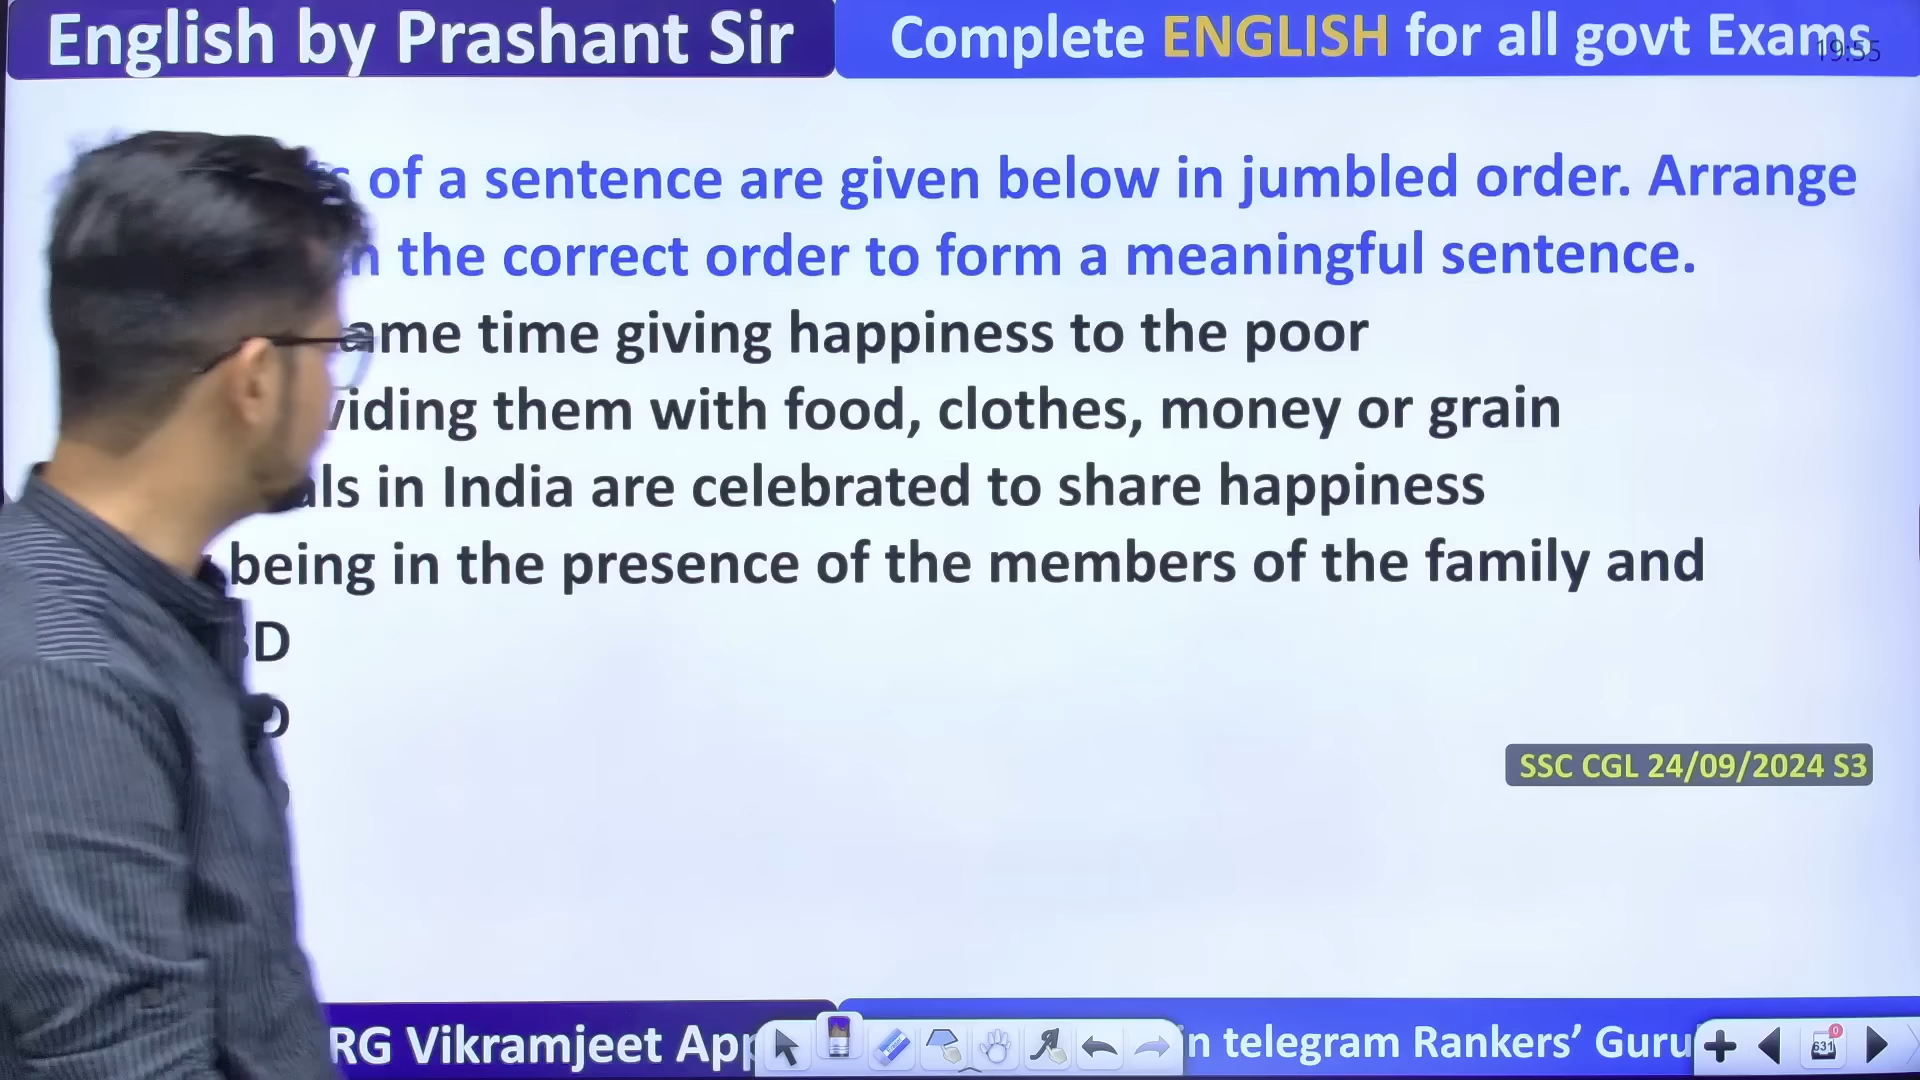 English by Prashant Sir
Complete ENGLISH for all govt Exams
19:55
of a sentence are given below in jumbled order. Arrange
the correct order to form a meaningful sentence.
time giving happiness to the poor
them with food, clothes, money or grain
in India are celebrated to share happiness
being in the presence of the members of the family and
D
D
SSC CGL 24/09/2024 S3
RG Vikramjeet App
in telegram Rankers’ Guru
631
0